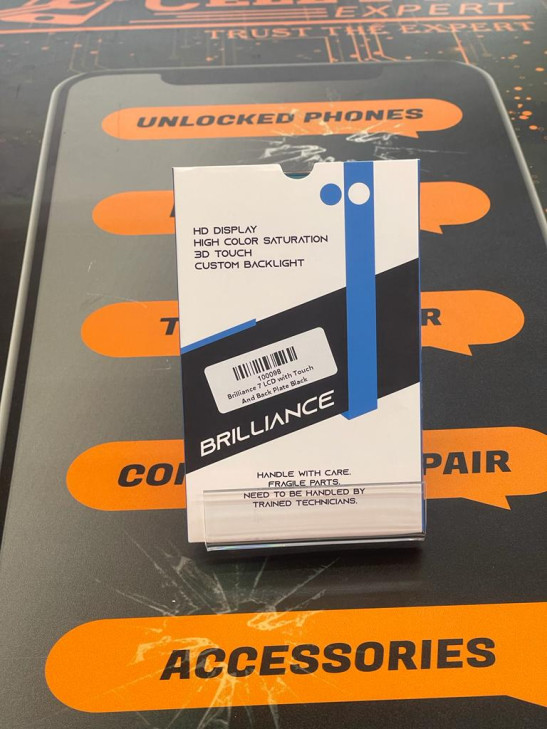 EXPERT
TRUST THE EXPERT
UNLOCKED PHONES
HD DISPLAY
HIGH COLOR SATURATION
3D TOUCH
CUSTOM BACKLIGHT
100098
Brilliance 7 LCD with Touch
And Back Plate Black
BRILLIANCE
HANDLE WITH CARE.
FRAGILE PARTS.
NEED TO BE HANDLED BY
TRAINED TECHNICIANS.
ACCESSORIES